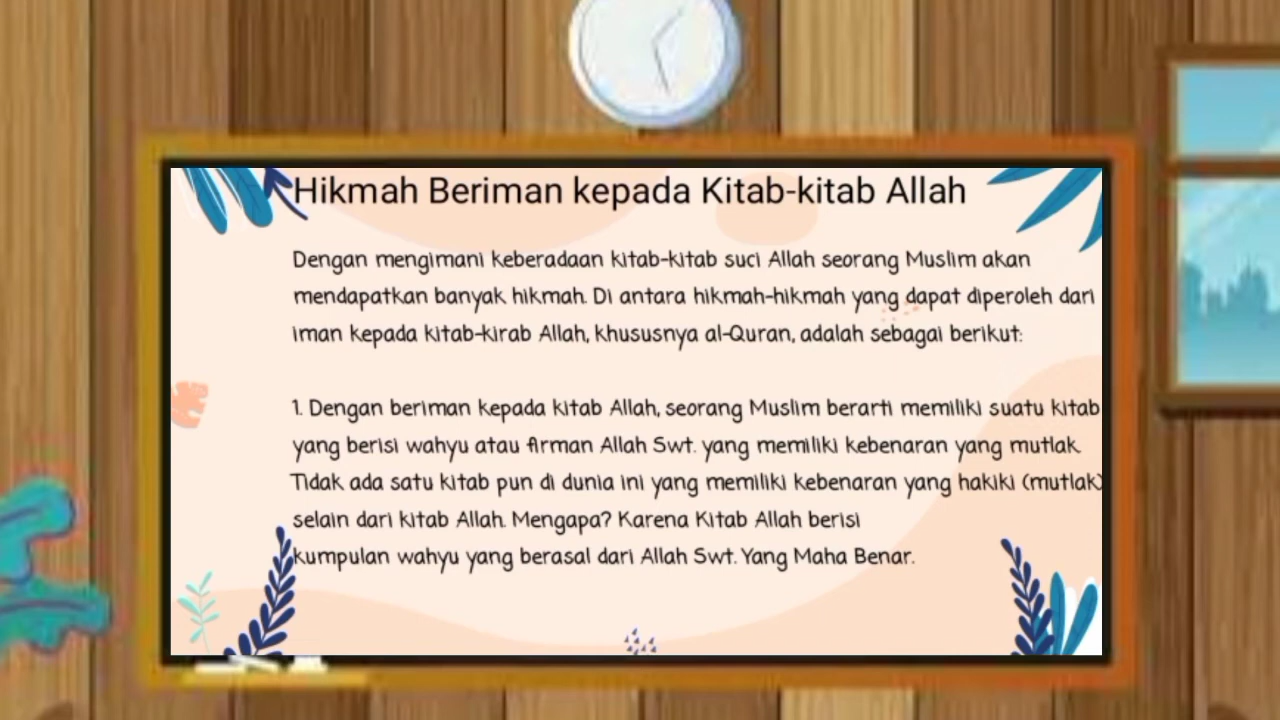 Hikmah Beriman kepada Kitab-kitab Allah
Dengan mengimani keberadaan kitab-kitab suci Allah seorang Muslim akan
mendapatkan banyak hikmah. Di antara hikmah-hikmah yang dapat diperoleh dari
iman kepada kitab-kirab Allah, khususnya al-Quran, adalah sebagai berikut:
1. Dengan beriman kepada kitab Allah, seorang Muslim berarti memiliki suatu kitab
yang berisi wahyu atau firman Allah Swt. yang memiliki kebenaran yang mutlak.
Tidak ada satu kitab pun di dunia ini yang memiliki kebenaran yang hakiki (mutlak)
selain dari kitab Allah. Mengapa? Karena Kitab Allah berisi
kumpulan wahyu yang berasal dari Allah Swt. Yang Maha Benar.